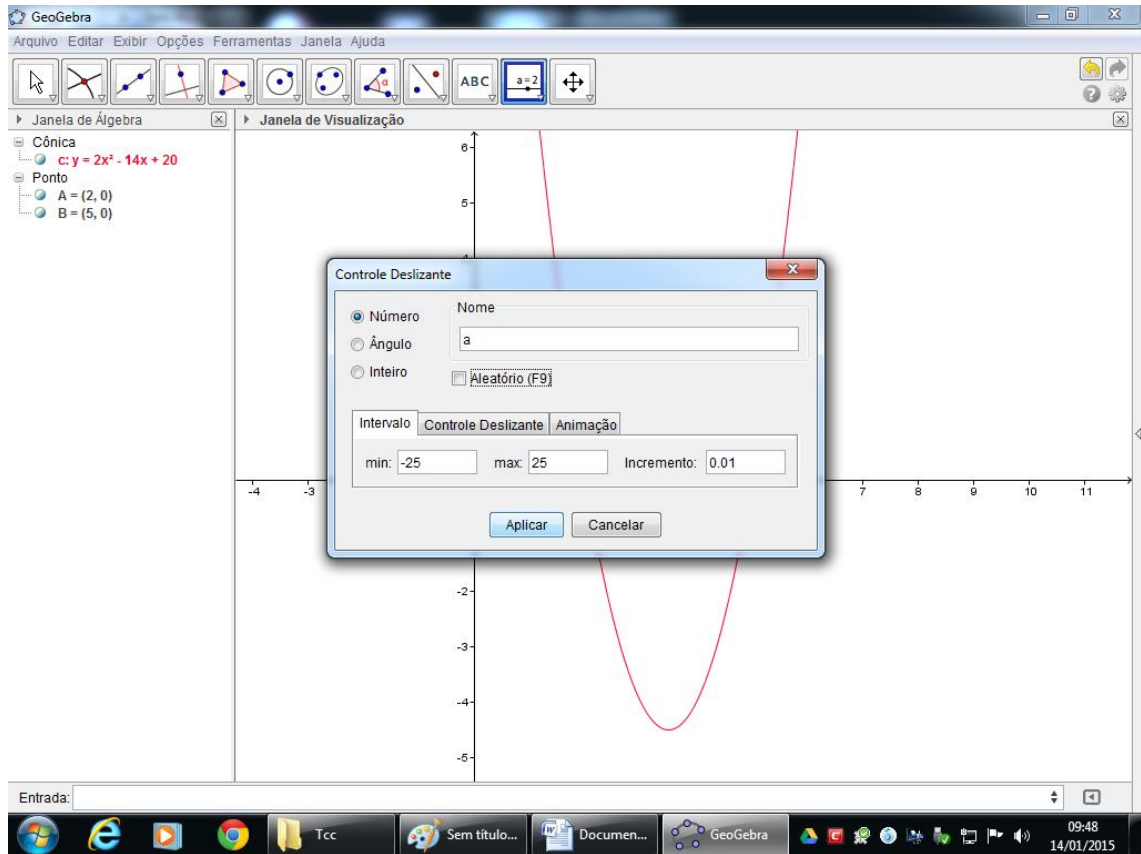 GeoGebra
Arquivo Editar Exibir Opções Ferramentas Janela Ajuda
ABC
a=2
Janela de Álgebra
Janela de Visualização
Cônica
c: y = 2x² - 14x + 20
Ponto
A = (2, 0)
B = (5, 0)
6
5
4
Controle Deslizante
Número
Ângulo
Inteiro
Nome
a
Aleatório (F9)
Intervalo Controle Deslizante Animação
min: -25 max: 25 Incremento: 0.01
Aplicar Cancelar
-4 -3 7 8 9 10 11
-2
-3
-4
-5
Entrada:
Tcc Sem título... Documen... GeoGebra 09:48
14/01/2015